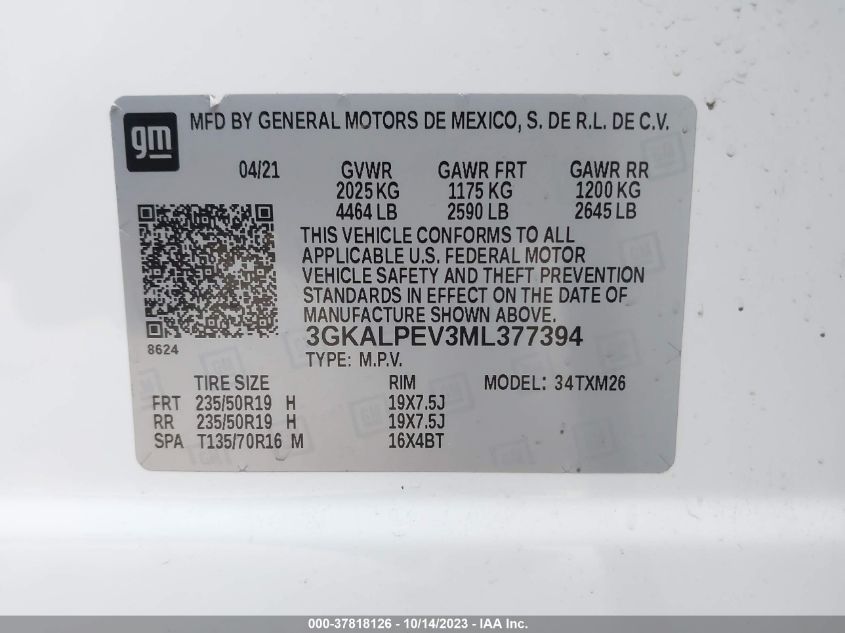 gm
MFD BY GENERAL MOTORS DE MEXICO, S. DE R.L. DE C.V.
04/21 GVWR GAWR FRT GAWR RR
2025 KG 1175 KG 1200 KG
4464 LB 2590 LB 2645 LB
THIS VEHICLE CONFORMS TO ALL
APPLICABLE U.S. FEDERAL MOTOR
VEHICLE SAFETY AND THEFT PREVENTION
STANDARDS IN EFFECT ON THE DATE OF
MANUFACTURE SHOWN ABOVE.
8624
3GKALPEV3ML377394
TYPE: M.P.V.
TIRE SIZE RIM MODEL: 34TXM26
FRT 235/50R19 H 19X7.5J
RR 235/50R19 H 19X7.5J
SPA T135/70R16 M 16X4BT
000-37818126 - 10/14/2023 - IAA Inc.